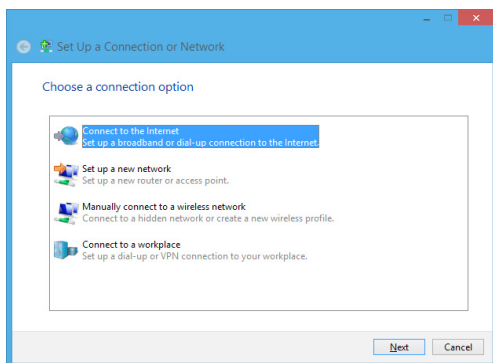 Set Up a Connection or Network
Choose a connection option
Connect to the Internet
Set up a broadband or dial-up connection to the Internet.
Set up a new network
Set up a new router or access point.
Manually connect to a wireless network
Connect to a hidden network or create a new wireless profile.
Connect to a workplace
Set up a dial-up or VPN connection to your workplace.
Next Cancel